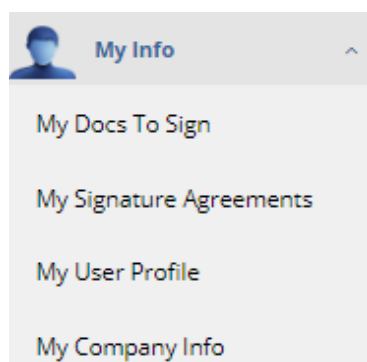 My Info
My Docs To Sign
My Signature Agreements
My User Profile
My Company Info